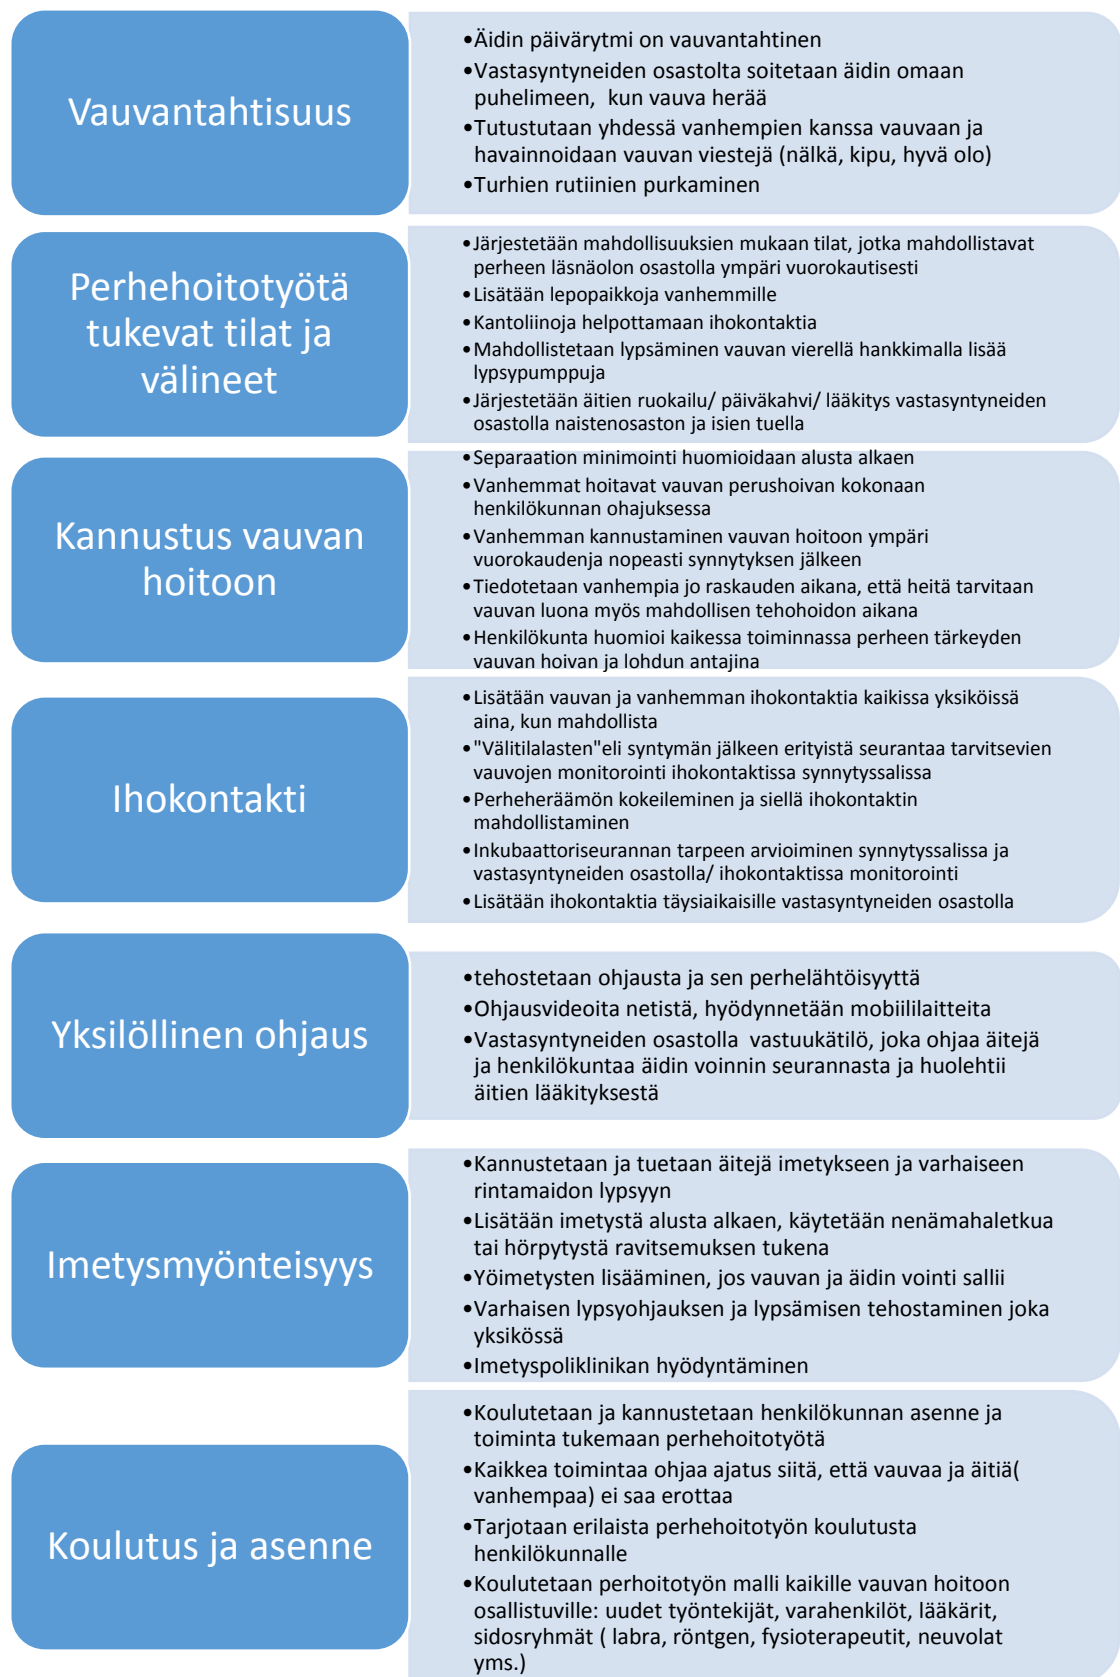 Vauvantahtisuus
•Äidin päivärytmi on vauvantahtinen
•Vastasyntyneiden osastolta soitetaan äidin omaan
puhelimeen, kun vauva herää
•Tutustutaan yhdessä vanhempien kanssa vauvaan ja
havainnoidaan vauvan viestejä (nälkä, kipu, hyvä olo)
•Turhien rutiinien purkaminen
Perhehoitotyötä
tukevat tilat ja
välineet
•Järjestetään mahdollisuuksien mukaan tilat, jotka mahdollistavat
perheen läsnäolon osastolla ympäri vuorokautisesti
•Lisätään lepopaikkoja vanhemmille
•Kantoliinoja helpottamaan ihokontaktia
•Mahdollistetaan lypsäminen vauvan vierellä hankkimalla lisää
lypsypumppuja
•Järjestetään äitien ruokailu/ päiväkahvi/ lääkitys vastasyntyneiden
osastolla naistenosaston ja isien tuella
Kannustus vauvan
hoitoon
•Separaation minimointi huomioidaan alusta alkaen
•Vanhemmat hoitavat vauvan perushoivan kokonaan
henkilökunnan ohajuksessa
•Vanhemman kannustaminen vauvan hoitoon ympäri
vuorokaudenja nopeasti synnytyksen jälkeen
•Tiedotetaan vanhempia jo raskauden aikana, että heitä tarvitaan
vauvan luona myös mahdollisen tehohoidon aikana
•Henkilökunta huomioi kaikessa toiminnassa perheen tärkeyden
vauvan hoivan ja lohdun antajina
Ihokontakti
•Lisätään vauvan ja vanhemman ihokontaktia kaikissa yksiköissä
aina, kun mahdollista
•"Välitilalasten"eli syntymän jälkeen erityistä seurantaa tarvitsevien
vauvojen monitorointi ihokontaktissa synnytyssalissa
•Perheheräämön kokeileminen ja siellä ihokontaktin
mahdollistaminen
•Inkubaattoriseurannan tarpeen arvioiminen synnytyssalissa ja
vastasyntyneiden osastolla/ ihokontaktissa monitorointi
•Lisätään ihokontaktia täysiaikaisille vastasyntyneiden osastolla
Yksilöllinen ohjaus
•tehostetaan ohjausta ja sen perhelähtöisyyttä
•Ohjausvideoita netistä, hyödynnetään mobiililaitteita
•Vastasyntyneiden osastolla vastuukätilö, joka ohjaa äitejä
ja henkilökuntaa äidin voinnin seurannasta ja huolehtii
äitien lääkityksestä
Imetysmyönteisyys
•Kannustetaan ja tuetaan äitejä imetykseen ja varhaiseen
rintamaidon lypsyyn
•Lisätään imetystä alusta alkaen, käytetään nenämahaletkua
tai hörpytystä ravitsemuksen tukena
•Yöimetysten lisääminen, jos vauvan ja äidin vointi sallii
•Varhaisen lypsyohjauksen ja lypsämisen tehostaminen joka
yksikössä
•Imetyspoliklinikan hyödyntäminen
Koulutus ja asenne
•Koulutetaan ja kannustetaan henkilökunnan asenne ja
toiminta tukemaan perhehoitotyötä
•Kaikkea toimintaa ohjaa ajatus siitä, että vauvaa ja äitiä(
vanhempaa) ei saa erottaa
•Tarjotaan erilaista perhehoitotyön koulutusta
henkilökunnalle
•Koulutetaan perhoitotyön malli kaikille vauvan hoitoon
osallistuville: uudet työntekijät, varahenkilöt, lääkärit,
sidosryhmät ( labra, röntgen, fysioterapeutit, neuvolat
yms.)